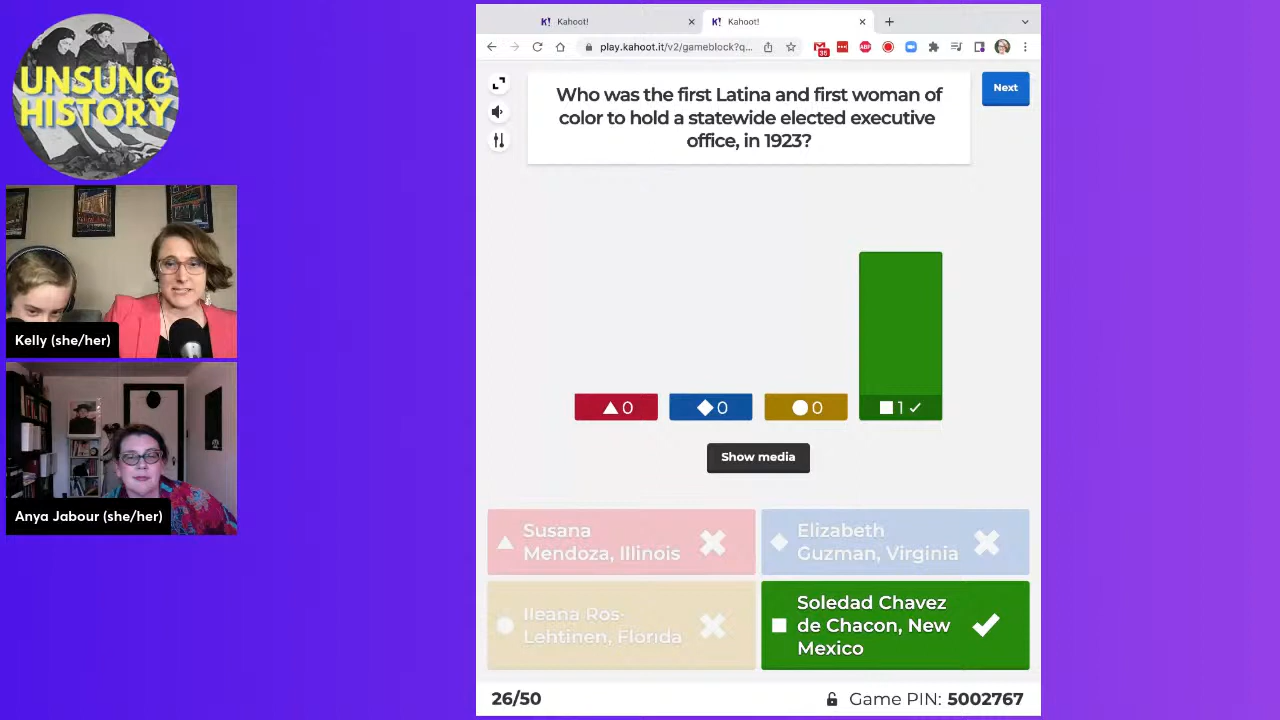 UNSUNG
HISTORY
Kelly (she/her)
Anya Jabour (she/her)
K! Kahoot!
K! Kahoot!
play.kahoot.it/v2/gameblock?q...
36
ABP
Who was the first Latina and first woman of
color to hold a statewide elected executive
office, in 1923?
Next
0
0
0
1
Show media
Susana
Mendoza, Illinois
Elizabeth
Guzman, Virginia
Ileana Ros-
Lehtinen, Florida
Soledad Chavez
de Chacon, New
Mexico
26/50
Game PIN: 5002767